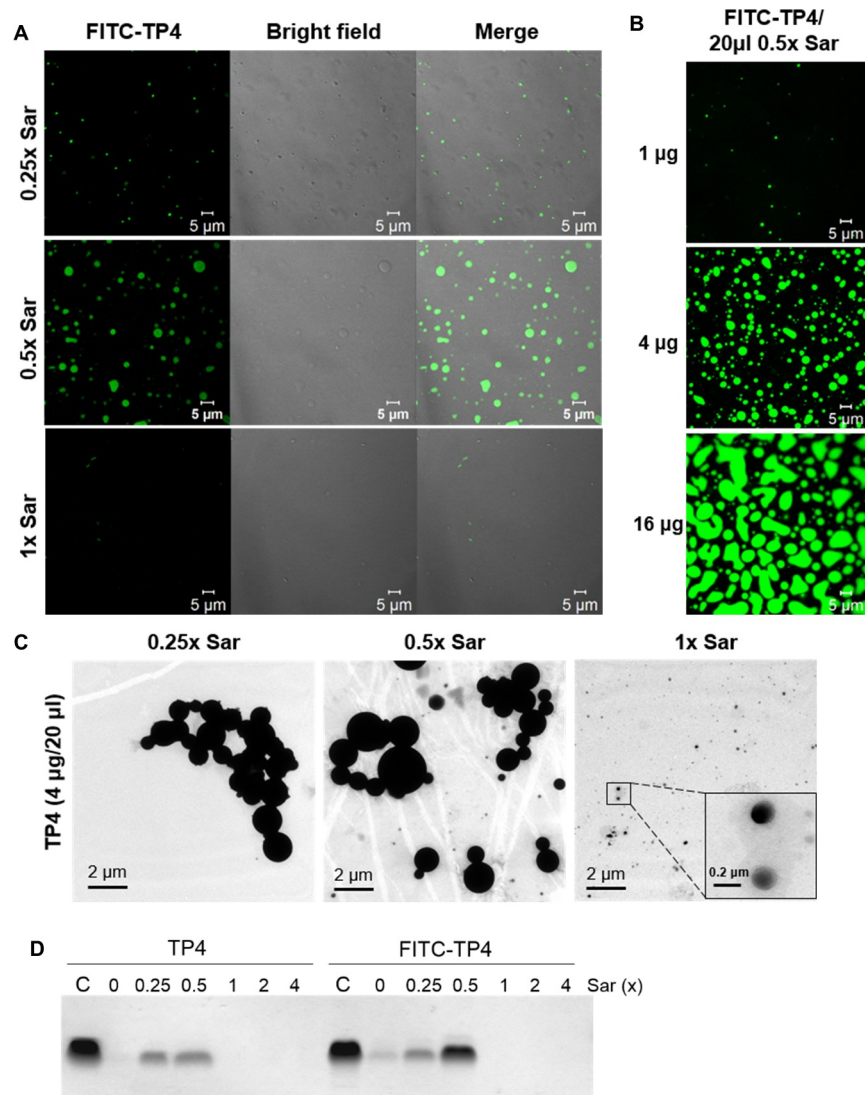 A
FITC-TP4 Bright field Merge
0.25x Sar
5 µm 5 µm 5 µm
0.5x Sar
5 µm 5 µm 5 µm
1x Sar
5 µm 5 µm 5 µm
B
FITC-TP4/
20µl 0.5x Sar
1 µg
5 µm
4 µg
5 µm
16 µg
5 µm
C
0.25x Sar 0.5x Sar 1x Sar
TP4 (4 µg/20 µl)
2 µm 2 µm 2 µm 0.2 µm
D
TP4 FITC-TP4
C 0 0.25 0.5 1 2 4 C 0 0.25 0.5 1 2 4 Sar (x)